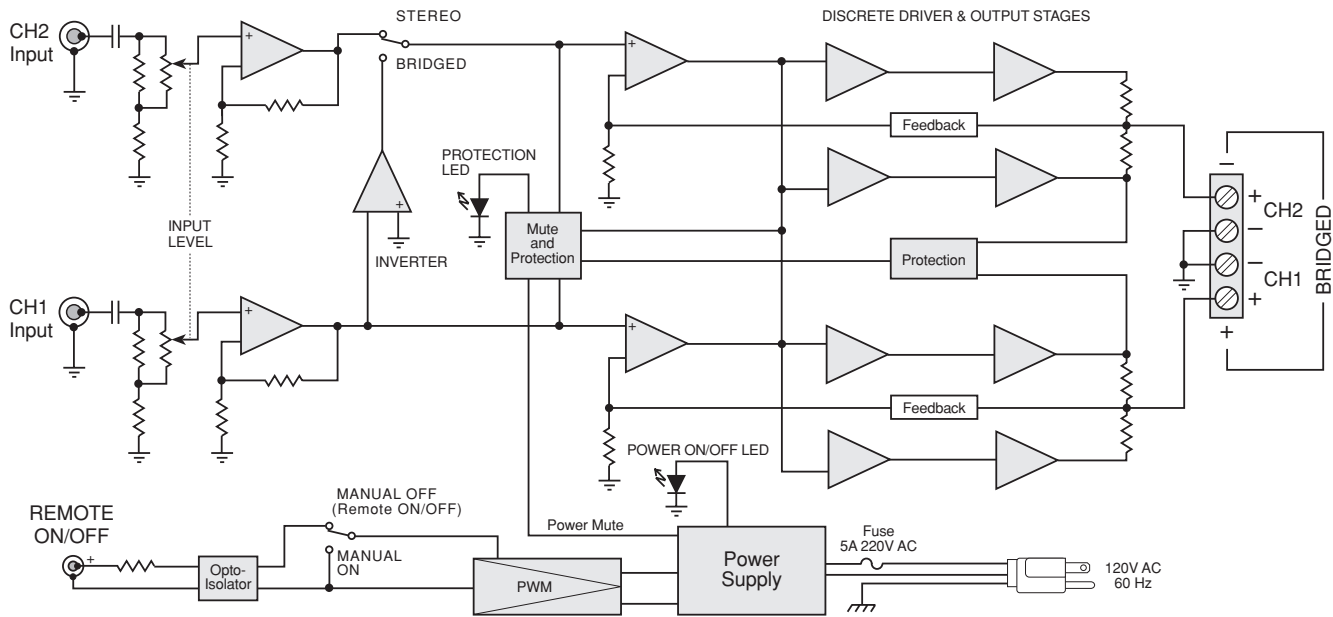 CH2
Input
STEREO
BRIDGED
DISCRETE DRIVER & OUTPUT STAGES
+
+
Feedback
PROTECTION
LED
INPUT
LEVEL
+
INVERTER
Mute
and
Protection
Protection
−
+
CH2
−
−
CH1
+
+
BRIDGED
CH1
Input
+
+
Feedback
POWER ON/OFF LED
REMOTE
ON/OFF
+
Opto-
Isolator
MANUAL OFF
(Remote ON/OFF)
MANUAL
ON
PWM
Power Mute
Power
Supply
Fuse
5A 220V AC
120V AC
60 Hz